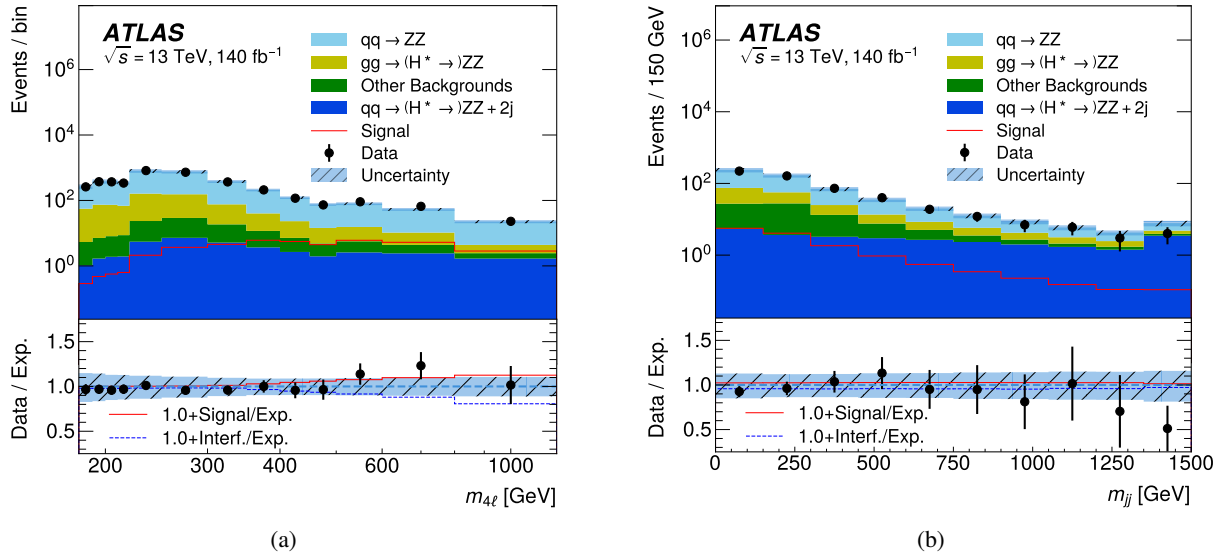 ATLAS
√s = 13 TeV, 140 fb⁻¹
Events / bin
10⁶
10⁴
10²
10⁰
qq → ZZ
gg → (H* →)ZZ
Other Backgrounds
qq → (H* →)ZZ + 2j
Signal
Data
Uncertainty
Data / Exp.
1.5
1.0
0.5
1.0+Signal/Exp.
1.0+Interf./Exp.
200 300 400 600 1000
m₄ℓ [GeV]
(a)
ATLAS
√s = 13 TeV, 140 fb⁻¹
Events / 150 GeV
10⁶
10⁴
10²
10⁰
qq → ZZ
gg → (H* →)ZZ
Other Backgrounds
qq → (H* →)ZZ + 2j
Signal
Data
Uncertainty
Data / Exp.
1.5
1.0
0.5
1.0+Signal/Exp.
1.0+Interf./Exp.
0 250 500 750 1000 1250 1500
mⱼⱼ [GeV]
(b)